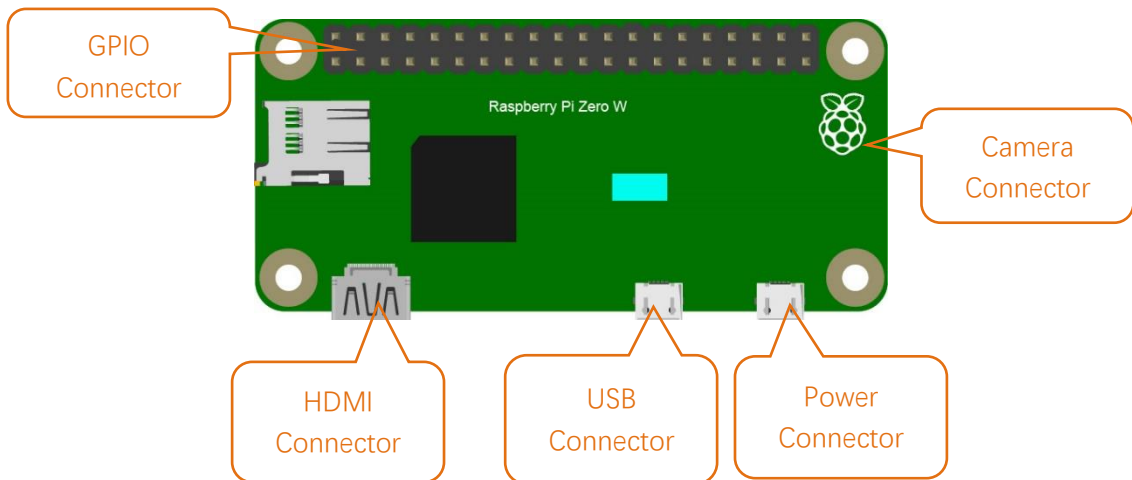 GPIO
Connector
Raspberry Pi Zero W
Camera
Connector
HDMI
Connector
USB
Connector
Power
Connector